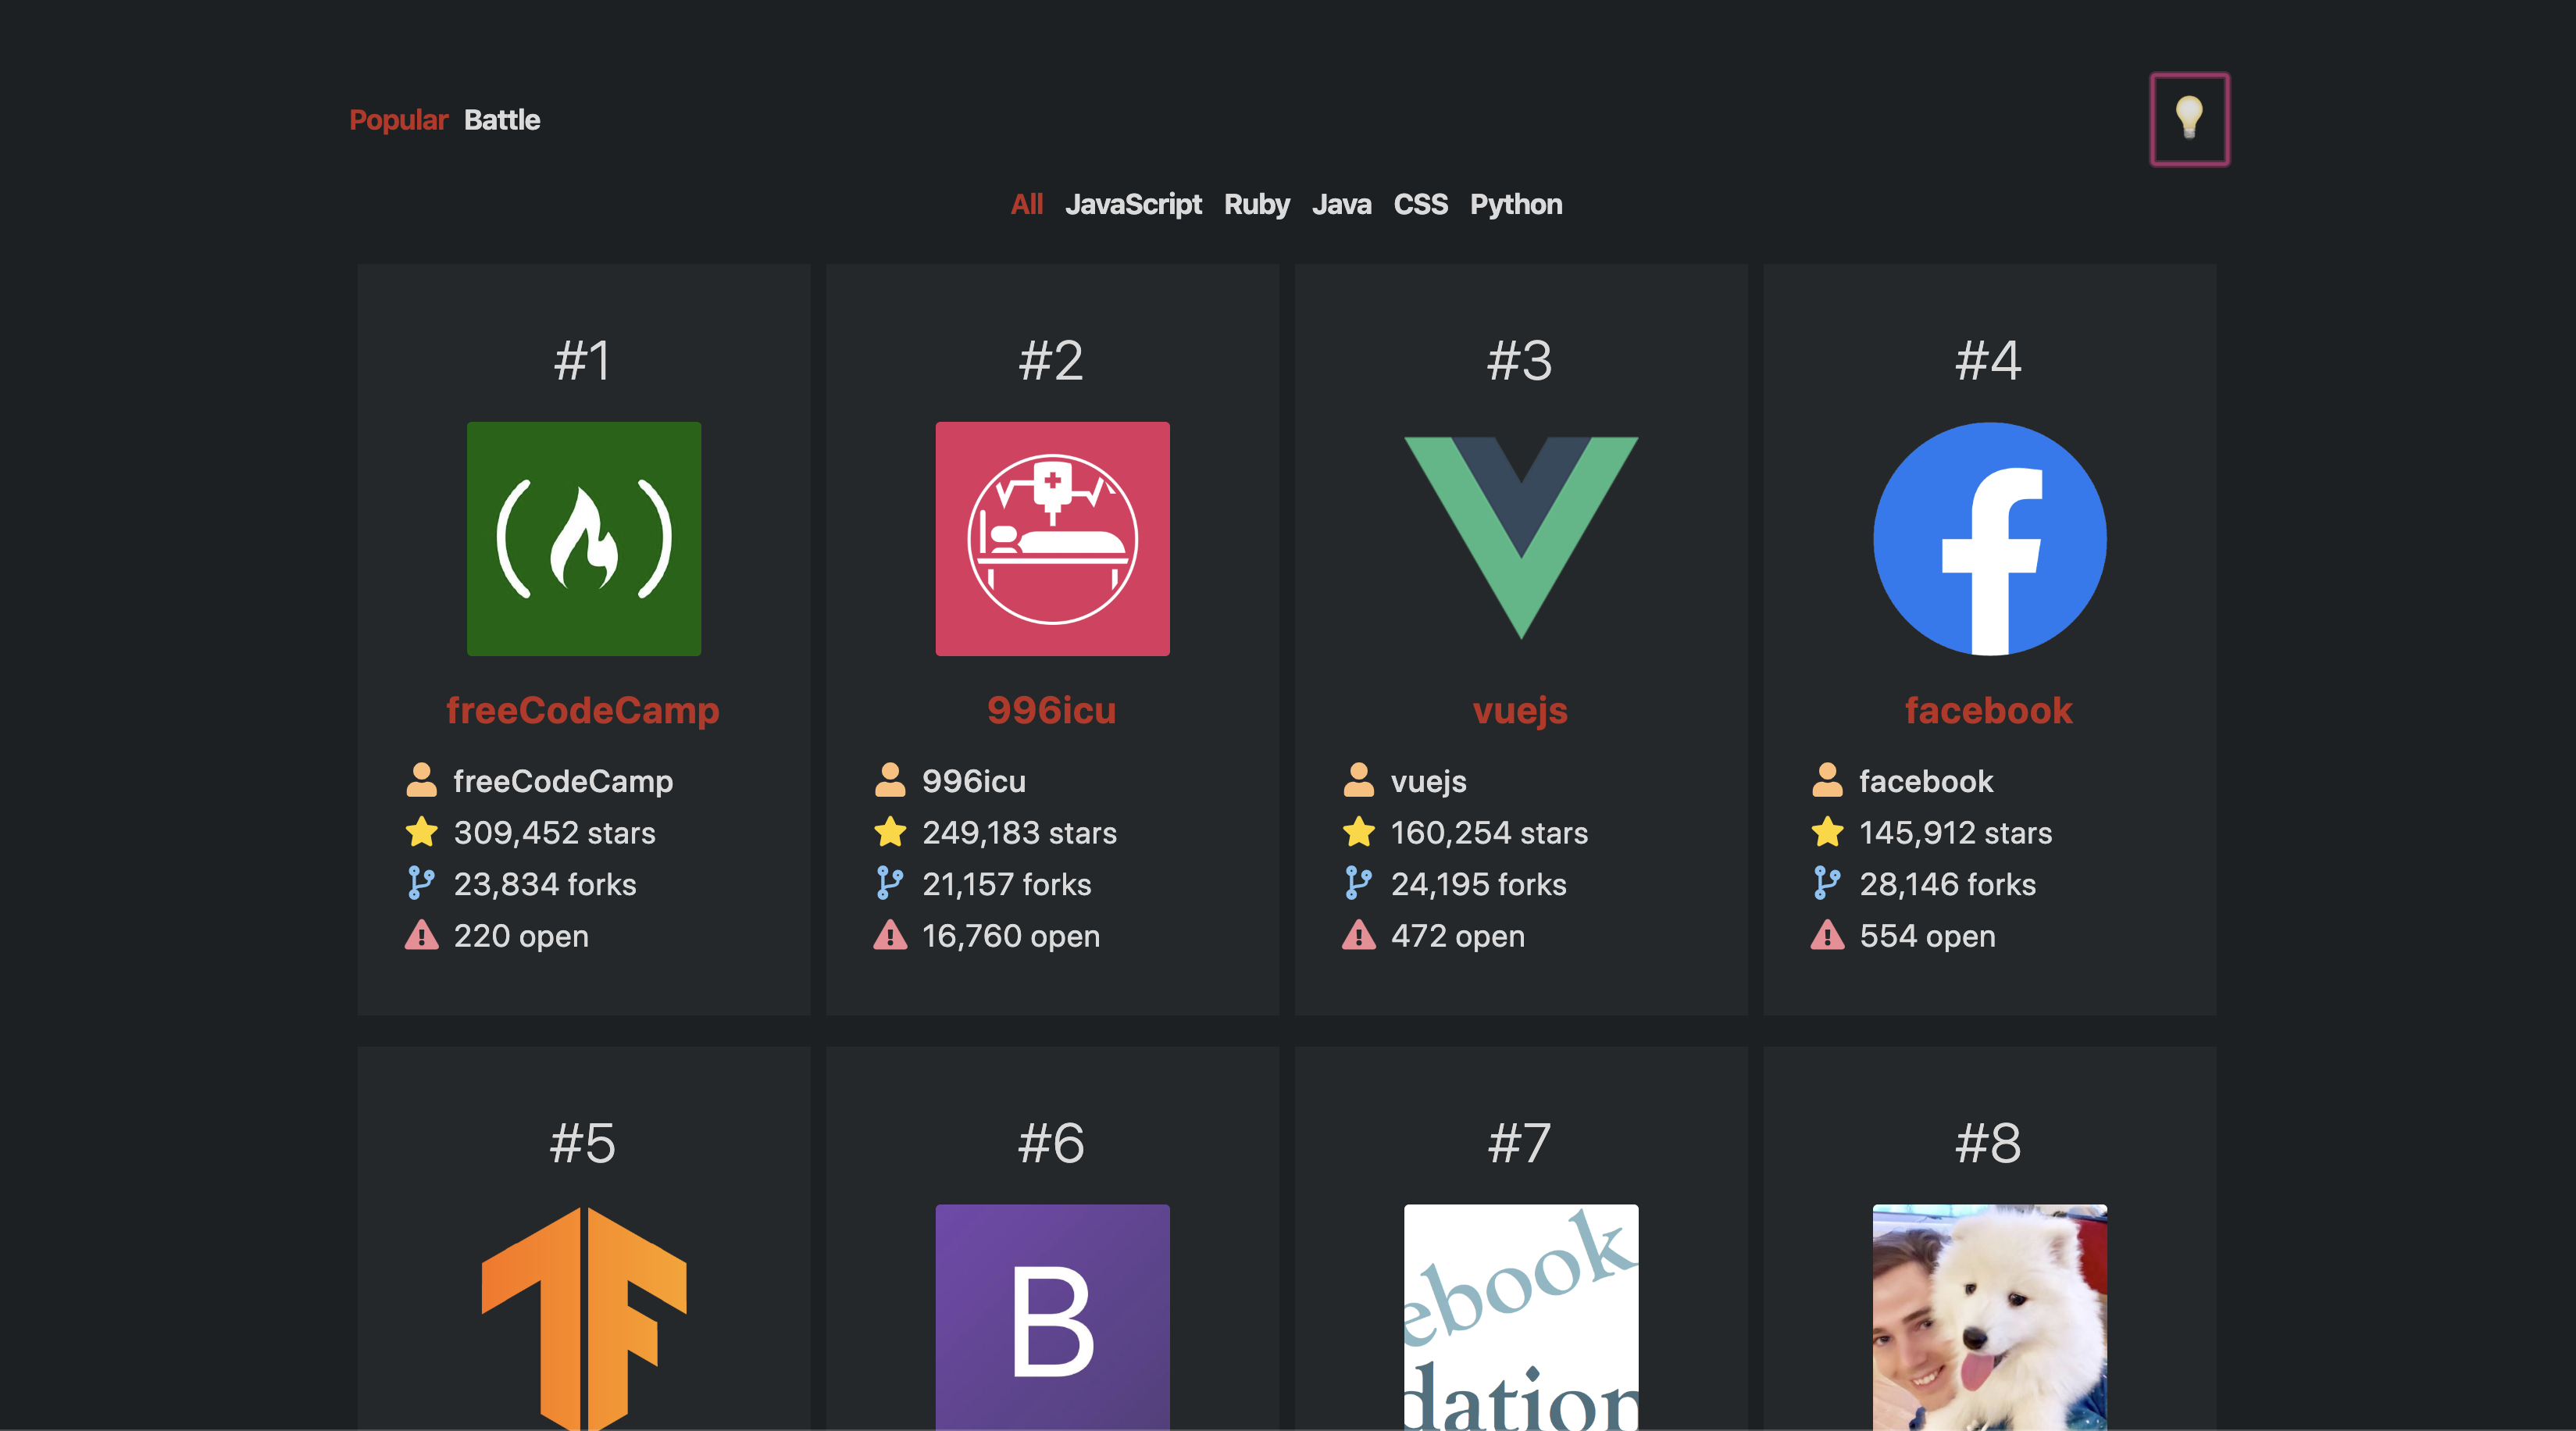 Popular Battle
All JavaScript Ruby Java CSS Python
#1
freeCodeCamp
freeCodeCamp
309,452 stars
23,834 forks
220 open
#2
996icu
996icu
249,183 stars
21,157 forks
16,760 open
#3
vuejs
vuejs
160,254 stars
24,195 forks
472 open
#4
facebook
facebook
145,912 stars
28,146 forks
554 open
#5
#6
B
#7
ebook
dation
#8